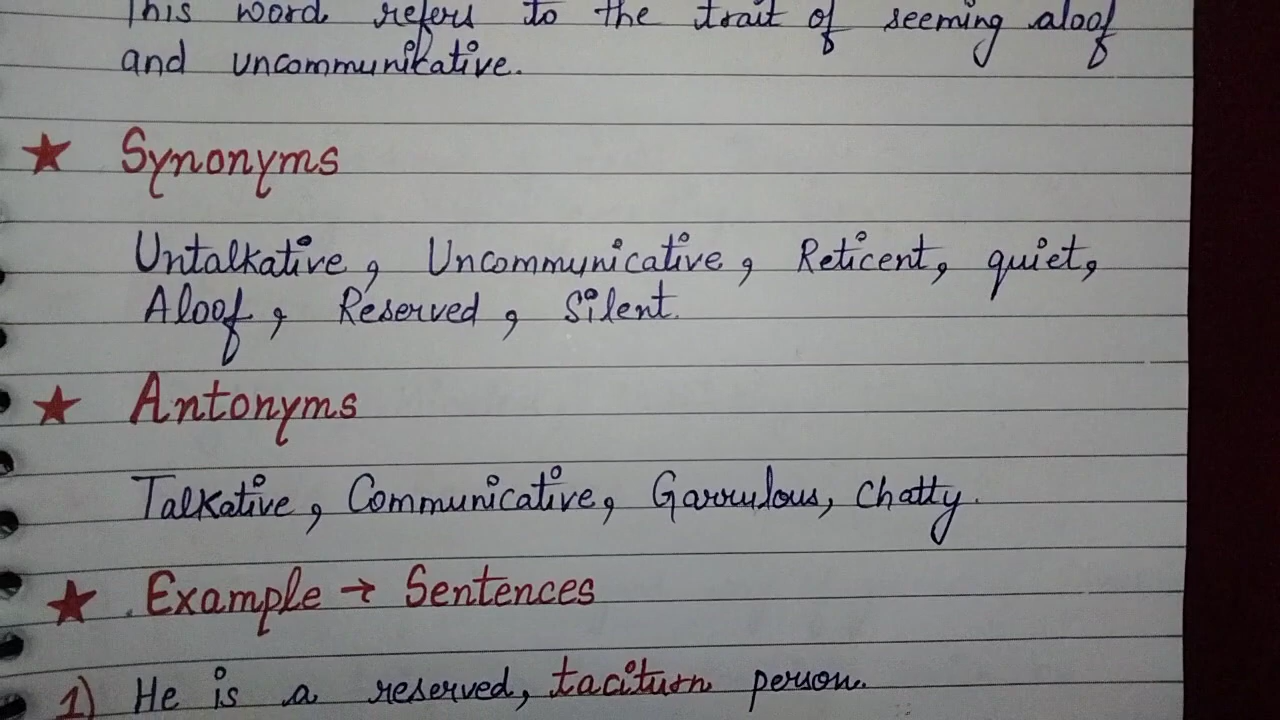 This word refers to the trait of seeming aloof
and uncommunikative.
★ Synonyms
Untalkative, Uncommunicative, Reticent, quiet,
Aloof, Reserved, Silent.
★ Antonyms
Talkative, Communicative, Garrulous, Chatty.
★ Example → Sentences
1) He is a reserved, taciturn person.